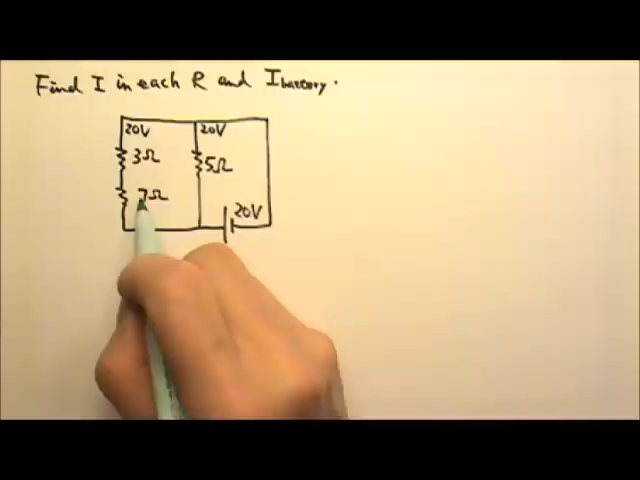 Find I in each R and Ibattery.
20V 20V
3Ω 5Ω
7Ω
20V